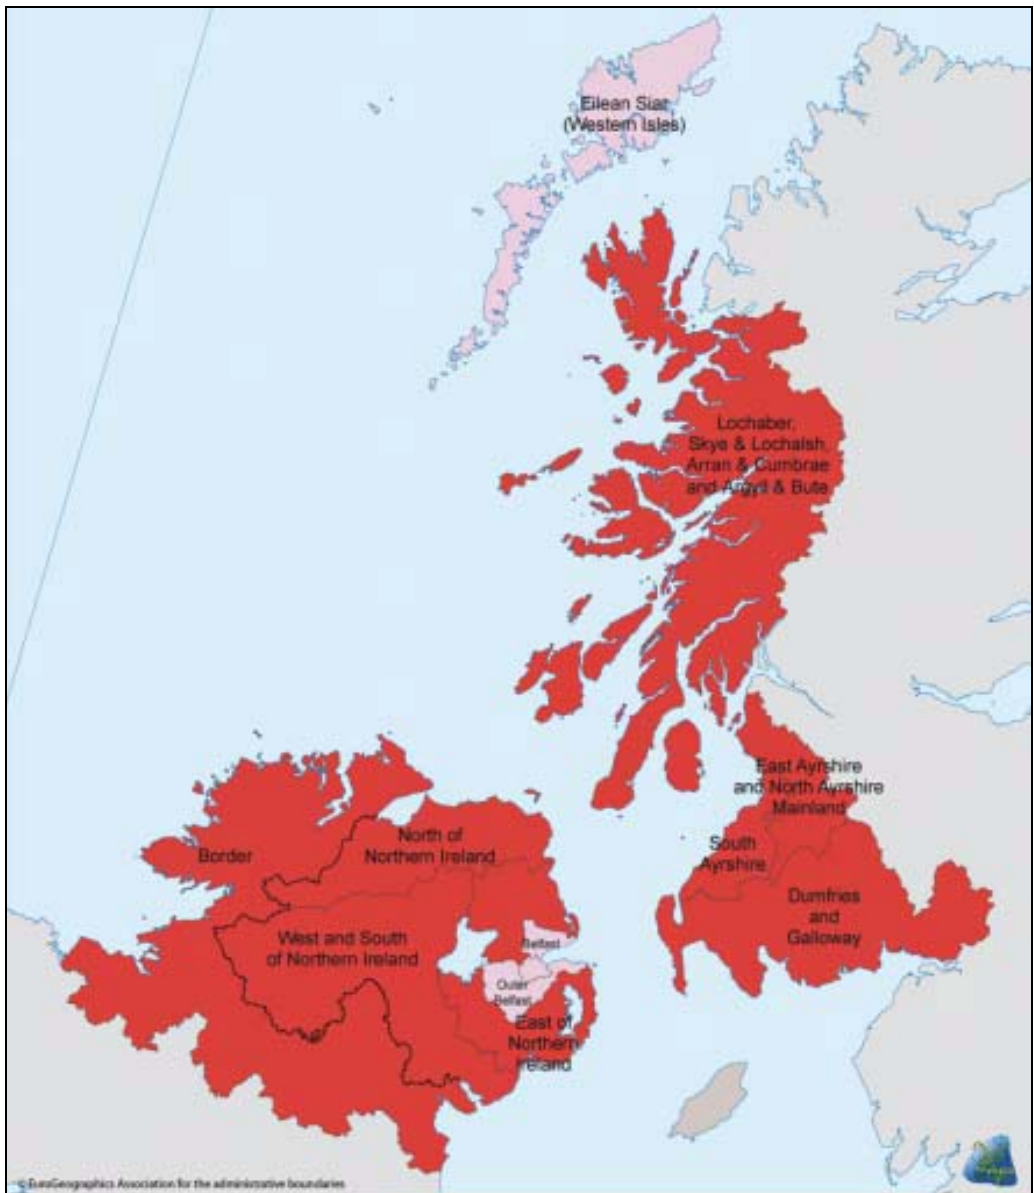 Eilean Siar
(Western Isles)
Lochaber,
Skye & Lochalsh,
Arran & Cumbrae
and Argyll & Bute
East Ayrshire
and North Ayrshire
Mainland
South
Ayrshire
Dumfries
and
Galloway
North of
Northern Ireland
Border
West and South
of Northern Ireland
Belfast
Outer
Belfast
East of
Northern
Ireland
© EuroGeographics Association for the administrative boundaries